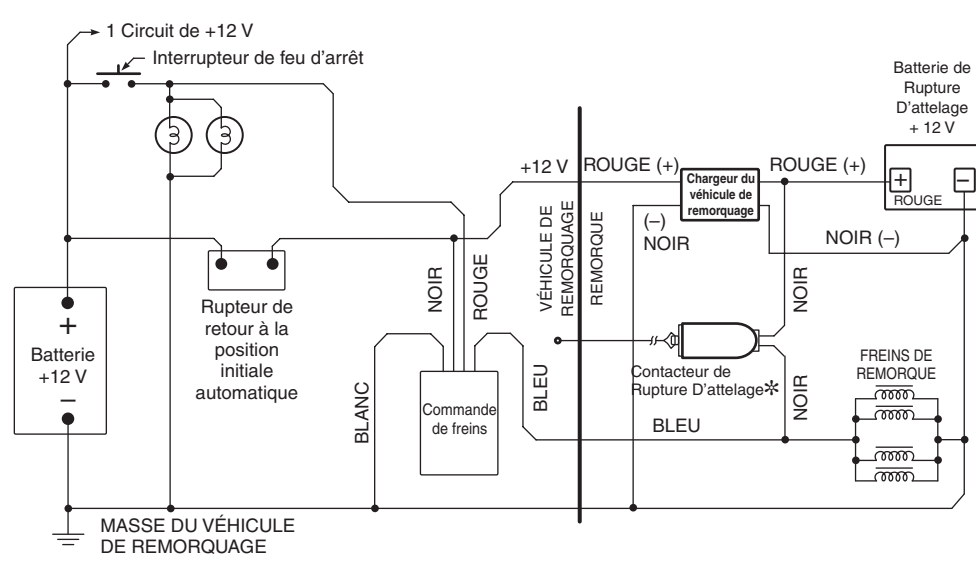 1 Circuit de +12 V
Interrupteur de feu d'arrêt
Batterie de
Rupture
D'attelage
+ 12 V
+12 V
ROUGE (+)
Chargeur du
véhicule de
remorquage
ROUGE (+)
+
–
ROUGE
(–)
NOIR
NOIR (–)
VÉHICULE DE
REMORQUAGE
REMORQUE
NOIR
ROUGE
NOIR
Rupteur de
retour à la
position
initiale
automatique
+
Batterie
+12 V
–
BLANC
Commande
de freins
BLEU
Contacteur de
Rupture D'attelage*
NOIR
FREINS DE
REMORQUE
BLEU
MASSE DU VÉHICULE
DE REMORQUAGE